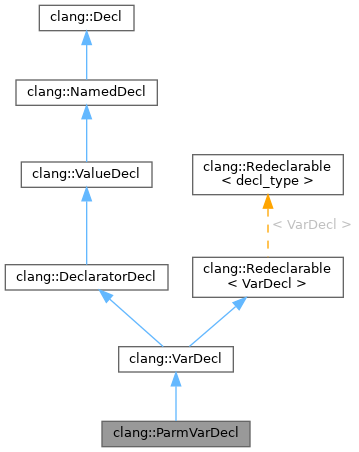 clang::Decl
clang::NamedDecl
clang::ValueDecl
clang::Redeclarable
< decl_type >
< VarDecl >
clang::DeclaratorDecl
clang::Redeclarable
< VarDecl >
clang::VarDecl
clang::ParmVarDecl